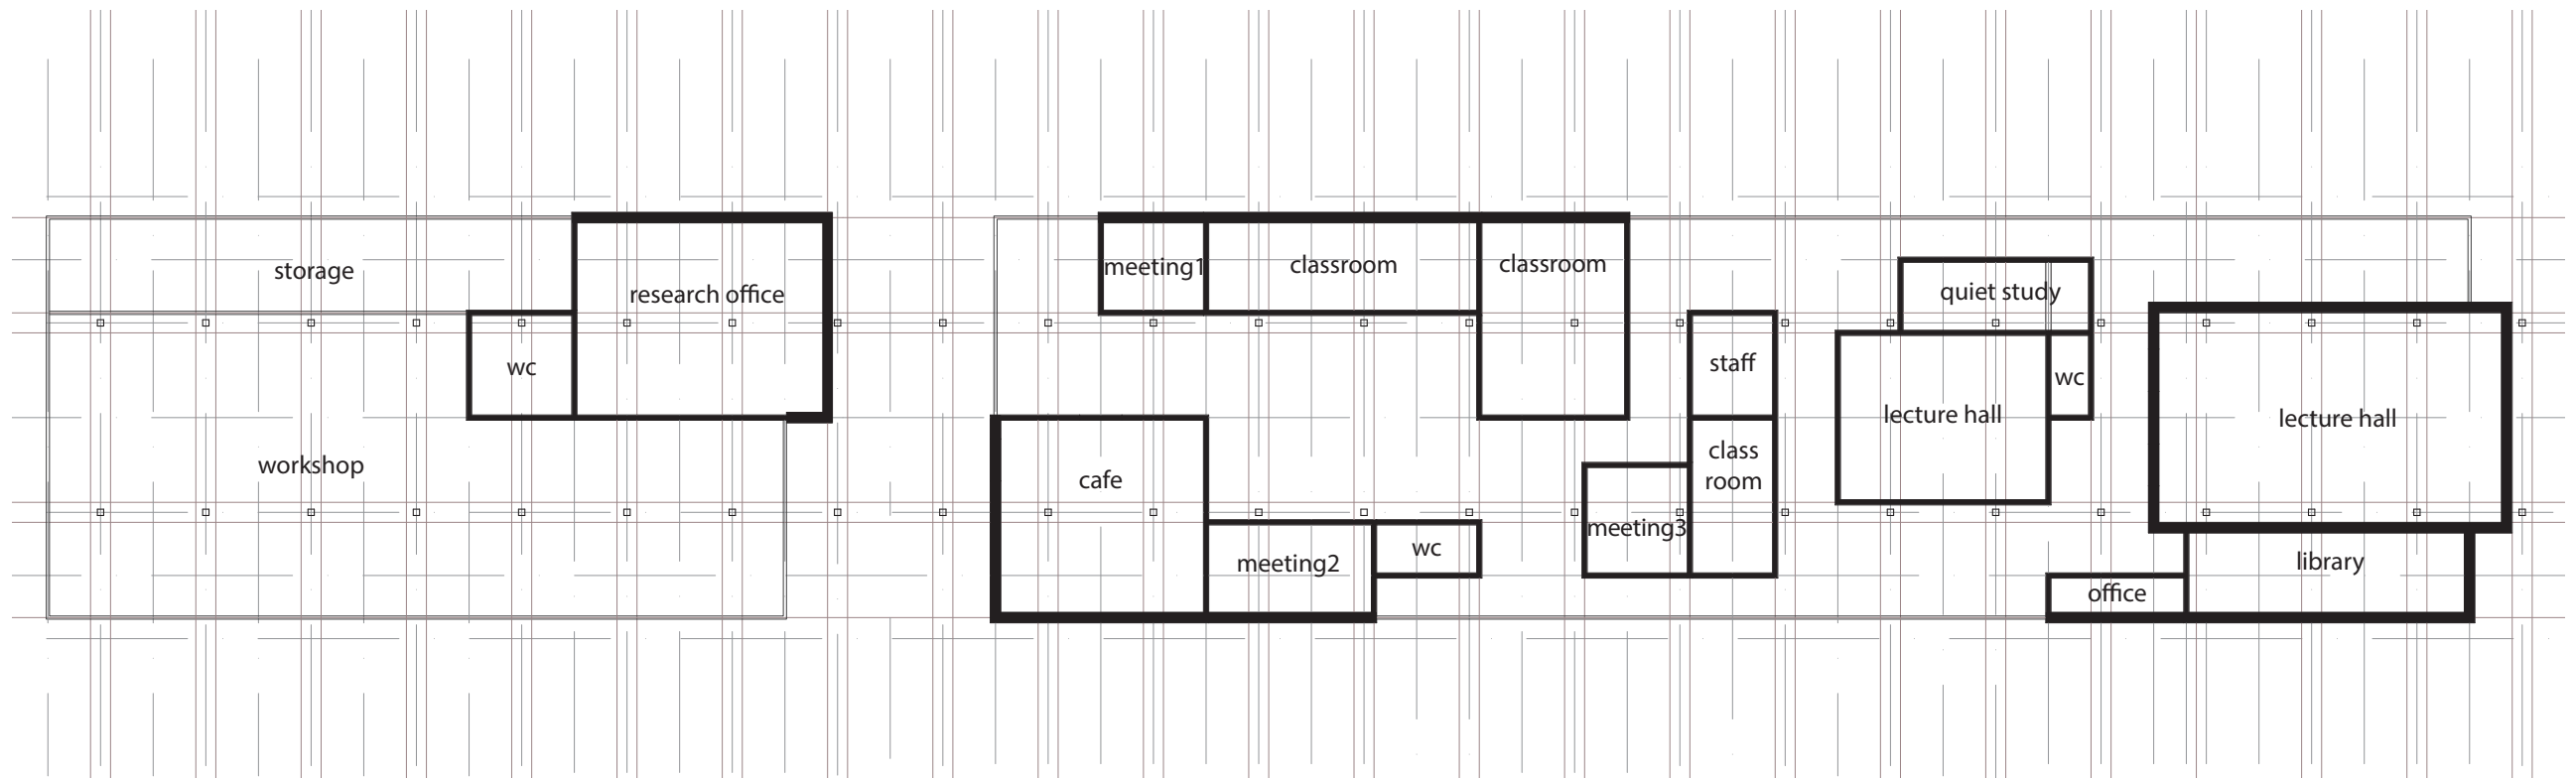 storage
research office
wc
workshop
meeting1
classroom
classroom
cafe
meeting2
wc
staff
class
room
meeting3
quiet study
lecture hall
wc
lecture hall
library
office